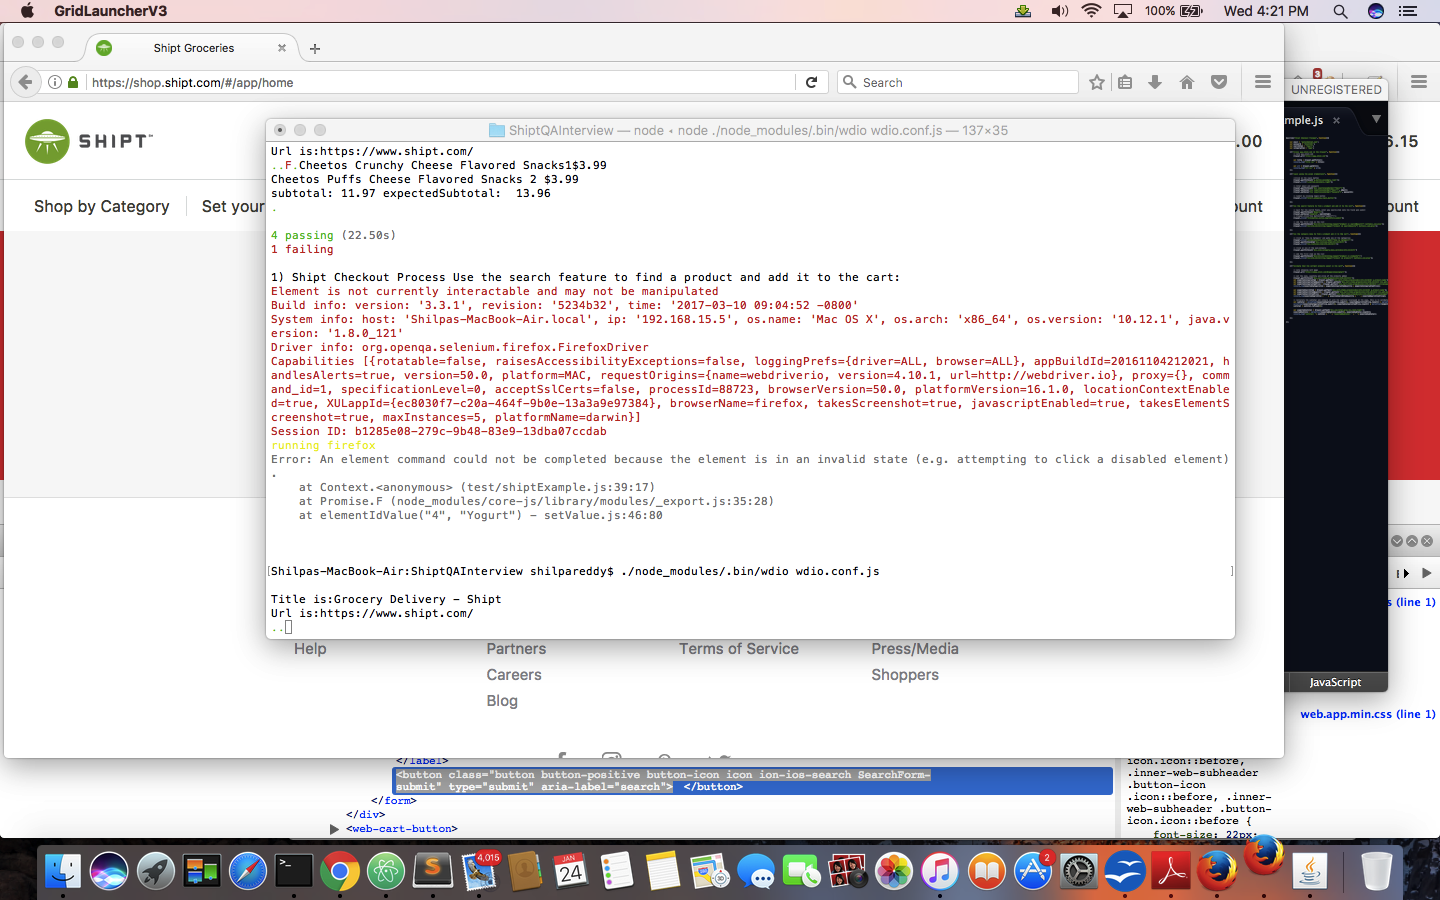 GridLauncherV3
100%
Wed 4:21 PM
Shipt Groceries
https://shop.shipt.com/#/app/home
Search
3
UNREGISTERED
SHIPT
mple.js
.00
6.15
Shop by Category
Set your
ount
ount
ShiptQAInterview — node • node ./node_modules/.bin/wdio wdio.conf.js — 137×35
Url is:https://www.shipt.com/
..F.Cheetos Crunchy Cheese Flavored Snacks1$3.99
Cheetos Puffs Cheese Flavored Snacks 2 $3.99
subtotal: 11.97 expectedSubtotal:  13.96
.
4 passing (22.50s)
1 failing
1) Shipt Checkout Process Use the search feature to find a product and add it to the cart:
Element is not currently interactable and may not be manipulated
Build info: version: '3.3.1', revision: '5234b32', time: '2017-03-10 09:04:52 -0800'
System info: host: 'Shilpas-MacBook-Air.local', ip: '192.168.15.5', os.name: 'Mac OS X', os.arch: 'x86_64', os.version: '10.12.1', java.v
ersion: '1.8.0_121'
Driver info: org.openqa.selenium.firefox.FirefoxDriver
Capabilities [{rotatable=false, raisesAccessibilityExceptions=false, loggingPrefs={driver=ALL, browser=ALL}, appBuildId=20161104212021, h
andlesAlerts=true, version=50.0, platform=MAC, requestOrigins={name=webdriverio, version=4.10.1, url=http://webdriver.io}, proxy={}, comm
and_id=1, specificationLevel=0, acceptSslCerts=false, processId=88723, browserVersion=50.0, platformVersion=16.1.0, locationContextEnable
d=true, XULappId={ec8030f7-c20a-464f-9b0e-13a3a9e97384}, browserName=firefox, takesScreenshot=true, javascriptEnabled=true, takesElementS
creenshot=true, maxInstances=5, platformName=darwin}]
Session ID: b1285e08-279c-9b48-83e9-13dba07ccdab
running firefox
Error: An element command could not be completed because the element is in an invalid state (e.g. attempting to click a disabled element)
.
at Context.<anonymous> (test/shiptExample.js:39:17)
at Promise.F (node_modules/core-js/library/modules/_export.js:35:28)
at elementIdValue("4", "Yogurt") - setValue.js:46:80
[Shilpas-MacBook-Air:ShiptQAInterview shilpareddy$ ./node_modules/.bin/wdio wdio.conf.js ]
Title is:Grocery Delivery - Shipt
Url is:https://www.shipt.com/
..
s (line 1)
Help
Partners
Terms of Service
Press/Media
Careers
Shoppers
Blog
JavaScript
web.app.min.css (line 1)
</label>
<button class="button button-positive button-icon icon ion-ios-search SearchForm-
submit" type="submit" aria-label="search"> </button>
</form>
</div>
<web-cart-button>
icon.icon::before,
.inner-web-subheader
.button-icon
.icon::before, .inner-
web-subheader .button-
icon.icon::before {
font-size: 22px;
4,015
JAN
24
2